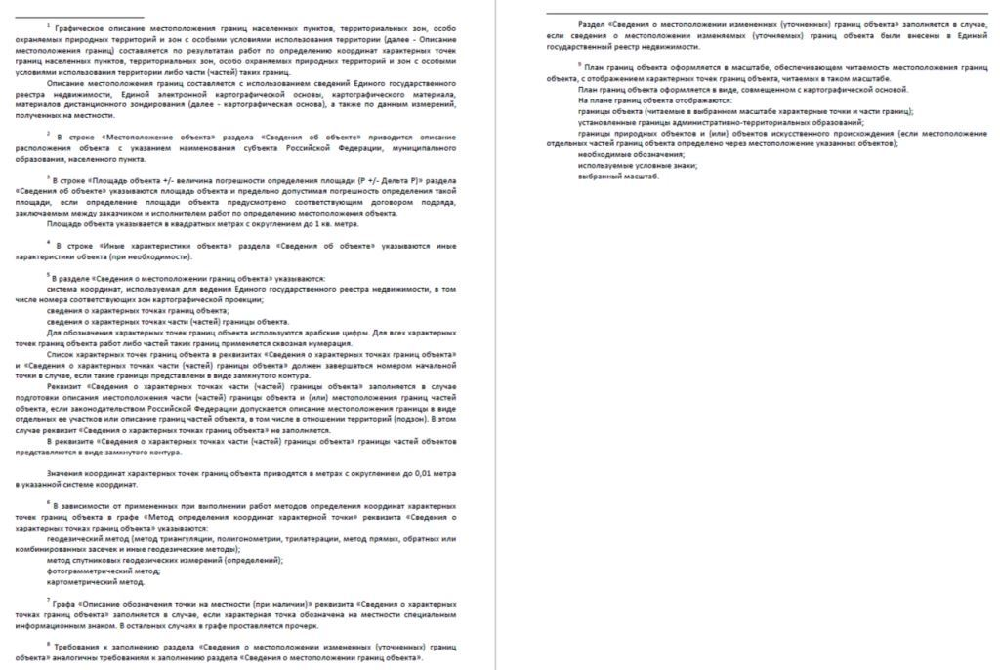 1 Графическое описание местоположения границ населенных пунктов, территориальных зон, особо
охраняемых природных территорий и зон с особыми условиями использования территории (далее - Описание
местоположения границ) составляется по результатам работ по определению координат характерных точек
границ населенных пунктов, территориальных зон, особо охраняемых природных территорий и зон с особыми
условиями использования территории либо части (частей) таких границ.
Описание местоположения границ составляется с использованием сведений Единого государственного
реестра недвижимости, Единой электронной картографической основы, картографического материала,
материалов дистанционного зондирования (далее - картографическая основа), а также по данным измерений,
полученных на местности.
2 В строке «Местоположение объекта» раздела «Сведения об объекте» приводится описание
расположения объекта с указанием наименования субъекта Российской Федерации, муниципального
образования, населенного пункта.
3 В строке «Площадь объекта +/- величина погрешности определения площади (P +/- Дельта P)» раздела
«Сведения об объекте» указываются площадь объекта и предельно допустимая погрешность определения такой
площади, если определение площади объекта предусмотрено соответствующим договором подряда,
заключаемым между заказчиком и исполнителем работ по определению местоположения объекта.
Площадь объекта указывается в квадратных метрах с округлением до 1 кв. метра.
4 В строке «Иные характеристики объекта» раздела «Сведения об объекте» указываются иные
характеристики объекта (при необходимости).
5 В разделе «Сведения о местоположении границ объекта» указываются:
система координат, используемая для ведения Единого государственного реестра недвижимости, в том
числе номера соответствующих зон картографической проекции;
сведения о характерных точках границ объекта;
сведения о характерных точках части (частей) границы объекта.
Для обозначения характерных точек границ объекта используются арабские цифры. Для всех характерных
точек границ объекта работ либо частей таких границ применяется сквозная нумерация.
Список характерных точек границ объекта в реквизитах «Сведения о характерных точках границ объекта»
и «Сведения о характерных точках части (частей) границы объекта» должен завершаться номером начальной
точки в случае, если такие границы представлены в виде замкнутого контура.
Реквизит «Сведения о характерных точках части (частей) границы объекта» заполняется в случае
подготовки описания местоположения части (частей) границы объекта и (или) местоположения границ частей
объекта, если законодательством Российской Федерации допускается описание местоположения границы в виде
отдельных ее участков или описание границ частей объекта, в том числе в отношении территорий (подзон). В этом
случае реквизит «Сведения о характерных точках границ объекта» не заполняется.
В реквизите «Сведения о характерных точках части (частей) границы объекта» границы частей объектов
представляются в виде замкнутого контура.
Значения координат характерных точек границ объекта приводятся в метрах с округлением до 0,01 метра
в указанной системе координат.
6 В зависимости от примененных при выполнении работ методов определения координат характерных
точек границ объекта в графе «Метод определения координат характерной точки» реквизита «Сведения о
характерных точках границ объекта» указываются:
геодезический метод (метод триангуляции, полигонометрии, трилатерации, метод прямых, обратных или
комбинированных засечек и иные геодезические методы);
метод спутниковых геодезических измерений (определений);
фотограмметрический метод;
картометрический метод.
7 Графа «Описание обозначения точки на местности (при наличии)» реквизита «Сведения о характерных
точках границ объекта» заполняется в случае, если характерная точка обозначена на местности специальным
информационным знаком. В остальных случаях в графе проставляется прочерк.
8 Требования к заполнению раздела «Сведения о местоположении измененных (уточненных) границ
объекта» аналогичны требованиям к заполнению раздела «Сведения о местоположении границ объекта».
Раздел «Сведения о местоположении измененных (уточненных) границ объекта» заполняется в случае,
если сведения о местоположении изменяемых (уточняемых) границ объекта были внесены в Единый
государственный реестр недвижимости.
9 План границ объекта оформляется в масштабе, обеспечивающем читаемость местоположения границ
объекта, с отображением характерных точек границ объекта, читаемых в таком масштабе.
План границ объекта оформляется в виде, совмещенном с картографической основой.
На плане границ объекта отображаются:
границы объекта (читаемые в выбранном масштабе характерные точки и части границ);
установленные границы административно-территориальных образований;
границы природных объектов и (или) объектов искусственного происхождения (если местоположение
отдельных частей границ объекта определено через местоположение указанных объектов);
необходимые обозначения;
используемые условные знаки;
выбранный масштаб.